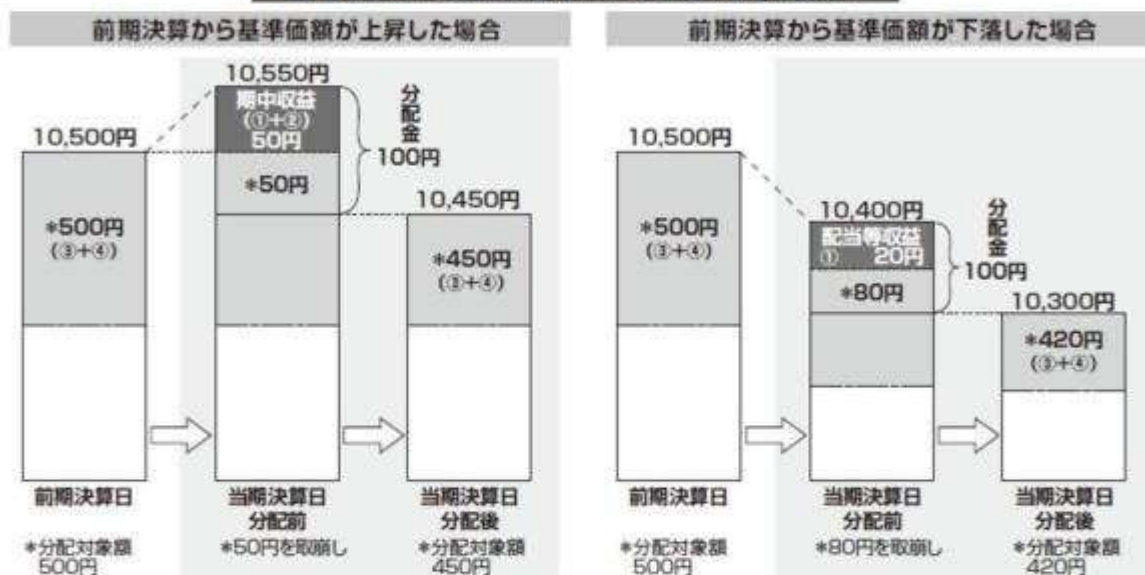 前期決算から基準価額が上昇した場合
10,550円
期中収益
(①+②)
50円
分配金
100円
10,500円
*50円
10,450円
*500円
(③+④)
*450円
(③+④)
前期決算日
当期決算日
分配前
当期決算日
分配後
*分配対象額
500円
*50円を取崩し
*分配対象額
450円
前期決算から基準価額が下落した場合
10,500円
*500円
(③+④)
10,400円
配当等収益
① 20円
分配金
100円
*80円
10,300円
*420円
(③+④)
前期決算日
当期決算日
分配前
当期決算日
分配後
*分配対象額
500円
*80円を取崩し
*分配対象額
420円